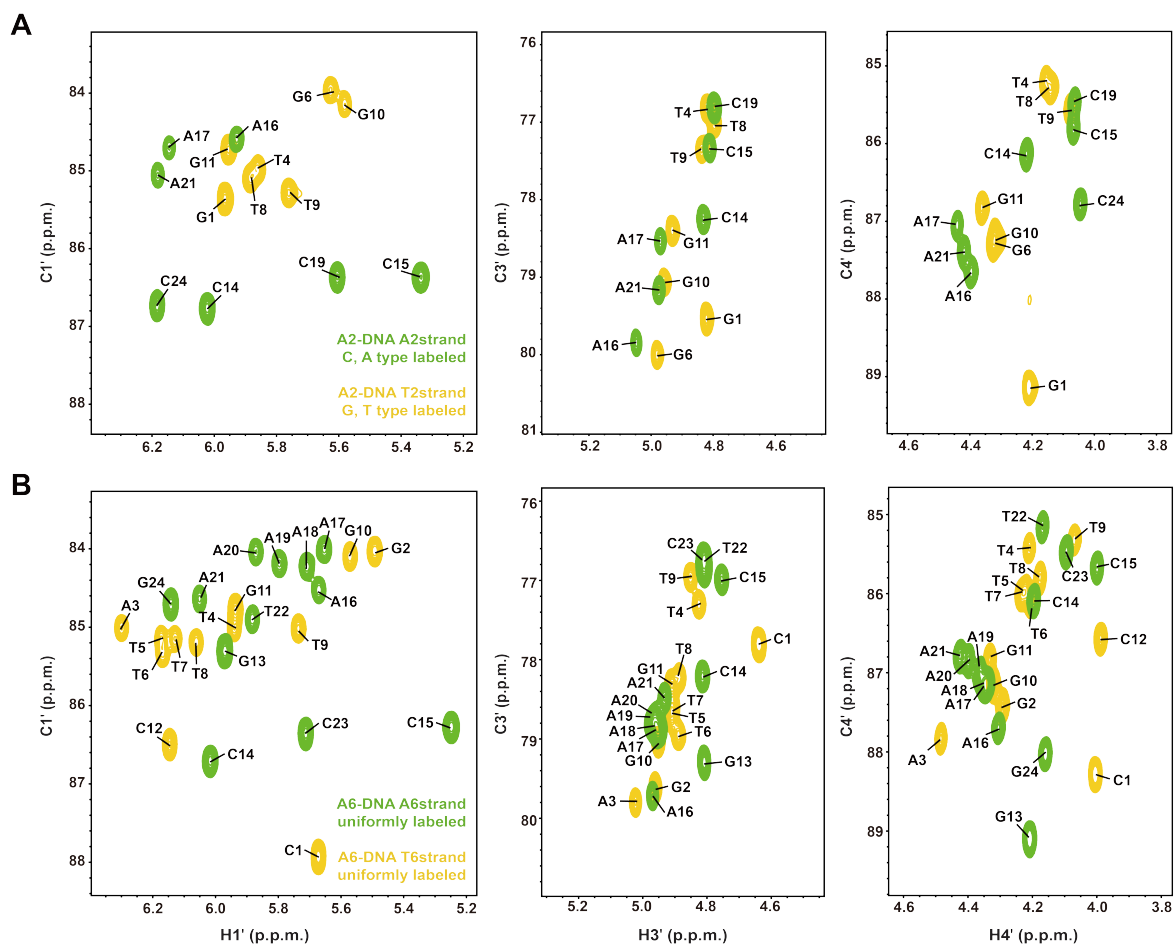 A
C1' (p.p.m.)
84
85
86
87
88
6.2
6.0
5.8
5.6
5.4
5.2
G6
G10
A17
A16
G11
T4
A21
G1
T8
T9
C24
C14
C19
C15
A2-DNA A2strand
C, A type labeled
A2-DNA T2strand
G, T type labeled
C3' (p.p.m.)
76
77
78
79
80
81
5.2
5.0
4.8
4.6
T4
C19
T8
T9
C15
C14
A17
G11
A21
G10
G1
A16
G6
C4' (p.p.m.)
85
86
87
88
89
4.6
4.4
4.2
4.0
3.8
T4
T8
C19
T9
C15
C14
C24
G11
A17
G10
A21
G6
A16
G1
B
C1' (p.p.m.)
84
85
86
87
88
6.2
6.0
5.8
5.6
5.4
5.2
H1' (p.p.m.)
A20
A19
A18
A17
G10
G2
G24
A21
G11
A16
A3
T4
T22
T5
T6
T7
T8
G13
T9
C12
C14
C23
C15
C1
A6-DNA A6strand
uniformly labeled
A6-DNA T6strand
uniformly labeled
C3' (p.p.m.)
76
77
78
79
80
5.2
5.0
4.8
4.6
H3' (p.p.m.)
C23
T22
T9
C15
T4
C1
T8
G11
C14
A21
A20
T7
A19
T5
A18
T6
A17
G10
G13
G2
A3
A16
C4' (p.p.m.)
85
86
87
88
89
4.6
4.4
4.2
4.0
3.8
H4' (p.p.m.)
T22
T9
T4
C23
C15
T8
T5
T7
C14
T6
C12
A19
G11
A21
A20
A18
G10
A17
G2
A16
A3
G24
C1
G13